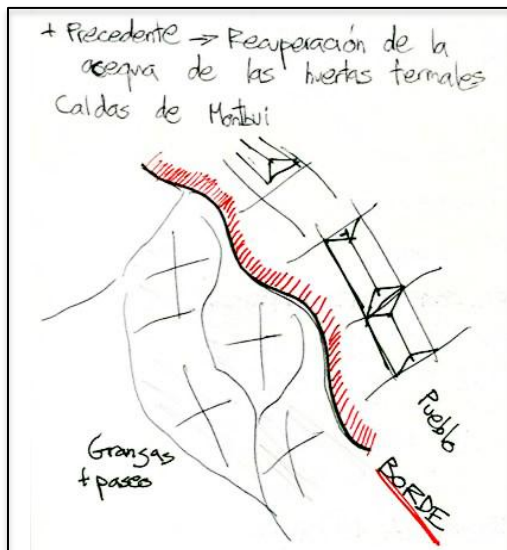 + Precedente → Recuperación de la
acequa de las huertas termales
Caldas de Montbui
Pueblo
Grangas
+ paseo
BORDE